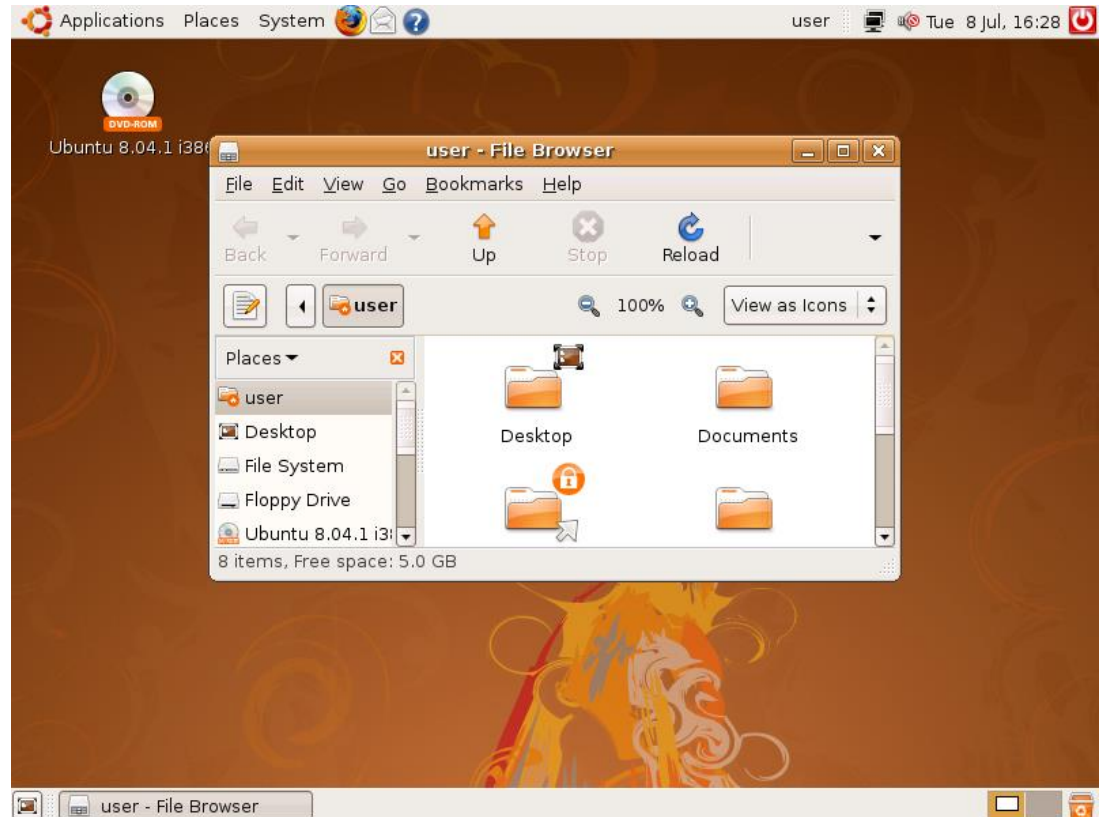 Applications Places System user Tue 8 Jul, 16:28
DVD-ROM
Ubuntu 8.04.1 i386
user - File Browser
File Edit View Go Bookmarks Help
Back Forward Up Stop Reload
user 100% View as Icons
Places
user
Desktop
File System
Floppy Drive
Ubuntu 8.04.1 i3
Desktop Documents
8 items, Free space: 5.0 GB
user - File Browser